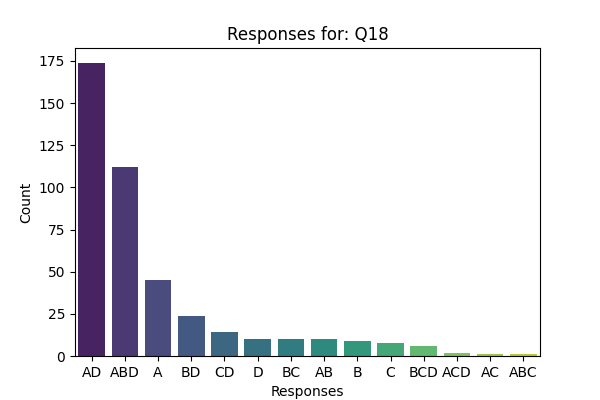 Responses for: Q18
175
150
125
100
75
50
25
0
Count
AD ABD A BD CD D BC AB B C BCD ACD AC ABC
Responses